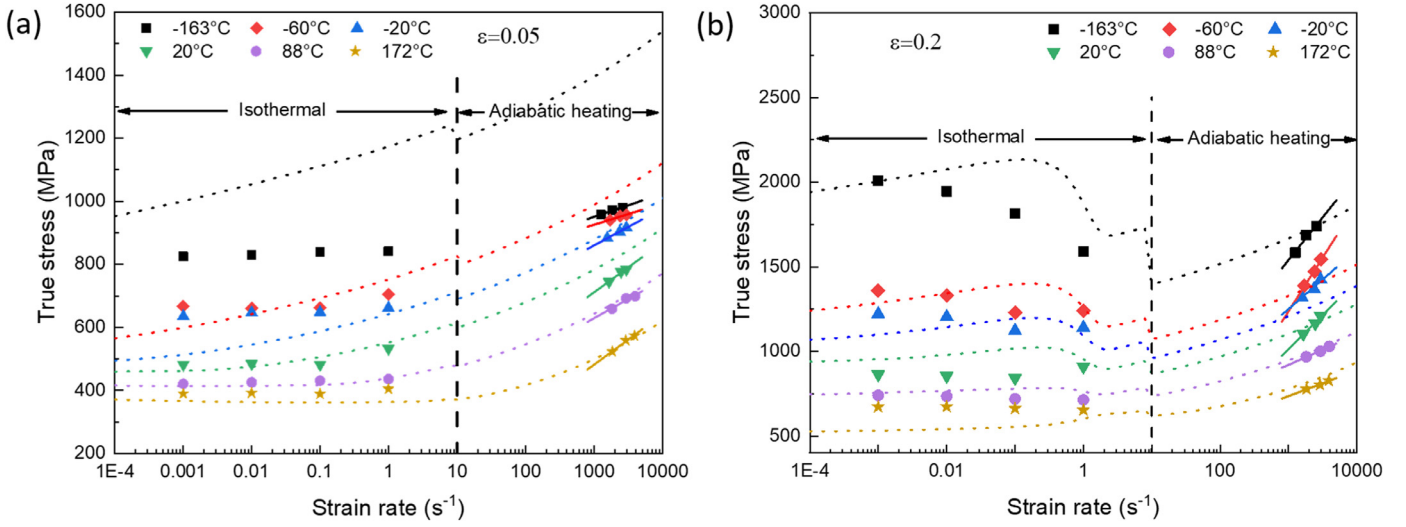 (a)
-163°C -60°C -20°C
20°C 88°C 172°C
ε=0.05
Isothermal
Adiabatic heating
True stress (MPa)
1600
1400
1200
1000
800
600
400
200
1E-4 0.001 0.01 0.1 1 10 100 1000 10000
Strain rate (s⁻¹)
(b)
-163°C -60°C -20°C
20°C 88°C 172°C
ε=0.2
Isothermal
Adiabatic heating
True stress (MPa)
3000
2500
2000
1500
1000
500
1E-4 0.01 1 100 10000
Strain rate (s⁻¹)